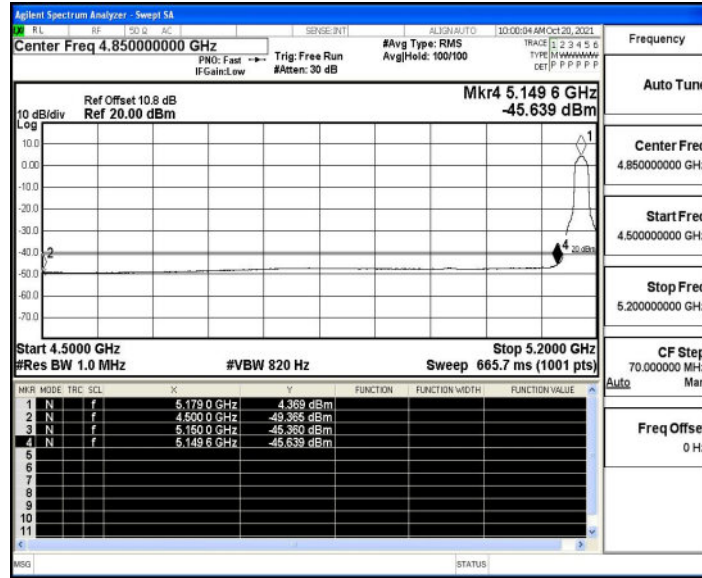 Agilent Spectrum Analyzer - Swept SA
RL RF 50 Ω AC SENSE:INT ALIGNAUTO 10:00:04 AM Oct 20, 2021
Center Freq 4.850000000 GHz
PNO: Fast
IFGain:Low
Trig: Free Run
#Atten: 30 dB
#Avg Type: RMS
Avg|Hold: 100/100
TRACE 1 2 3 4 5 6
TYPE M
DET P P P P P P
Ref Offset 10.8 dB
Ref 20.00 dBm
10 dB/div
Log
Mkr4 5.149 6 GHz
-45.639 dBm
10.0
0.00
-10.0
-20.0
-30.0
-40.0
-50.0
-60.0
-70.0
1
2
4
Start 4.5000 GHz
Stop 5.2000 GHz
#Res BW 1.0 MHz
#VBW 820 Hz
Sweep 665.7 ms (1001 pts)
MKR MODE TRC SCL X Y FUNCTION FUNCTION WIDTH FUNCTION VALUE
1 N f 5.179 0 GHz 4.369 dBm
2 N f 4.500 0 GHz -49.365 dBm
3 N f 5.150 0 GHz -45.360 dBm
4 N f 5.149 6 GHz -45.639 dBm
5
6
7
8
9
10
11
MSG STATUS
Frequency
Auto Tune
Center Freq
4.850000000 GHz
Start Freq
4.500000000 GHz
Stop Freq
5.200000000 GHz
CF Step
70.000000 MHz
Auto Man
Freq Offset
0 Hz